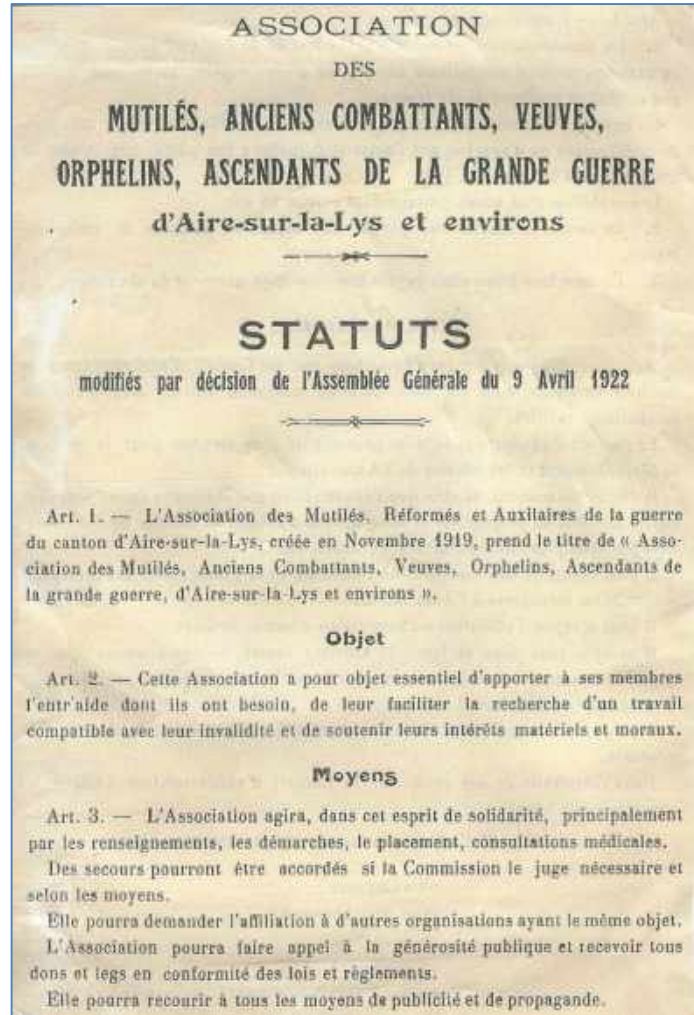 ASSOCIATION
DES
MUTILÉS, ANCIENS COMBATTANTS, VEUVES,
ORPHELINS, ASCENDANTS DE LA GRANDE GUERRE
d'Aire-sur-la-Lys et environs
STATUTS
modifiés par décision de l'Assemblée Générale du 9 Avril 1922
Art. 1. — L'Association des Mutilés, Réformés et Auxilaires de la guerre
du canton d'Aire-sur-la-Lys, créée en Novembre 1919, prend le titre de « Asso-
ciation des Mutilés, Anciens Combattants, Veuves, Orphelins, Ascendants de
la grande guerre, d'Aire-sur-la-Lys et environs ».
Objet
Art. 2. — Cette Association a pour objet essentiel d'apporter à ses membres
l'entr'aide dont ils ont besoin, de leur faciliter la recherche d'un travail
compatible avec leur invalidité et de soutenir leurs intérêts matériels et moraux.
Moyens
Art. 3. — L'Association agira, dans cet esprit de solidarité, principalement
par les renseignements, les démarches, le placement, consultations médicales.
Des secours pourront être accordés si la Commission le juge nécessaire et
selon les moyens.
Elle pourra demander l'affiliation à d'autres organisations ayant le même objet.
L'Association pourra faire appel à la générosité publique et recevoir tous
dons et legs en conformité des lois et règlements.
Elle pourra recourir à tous les moyens de publicité et de propagande.